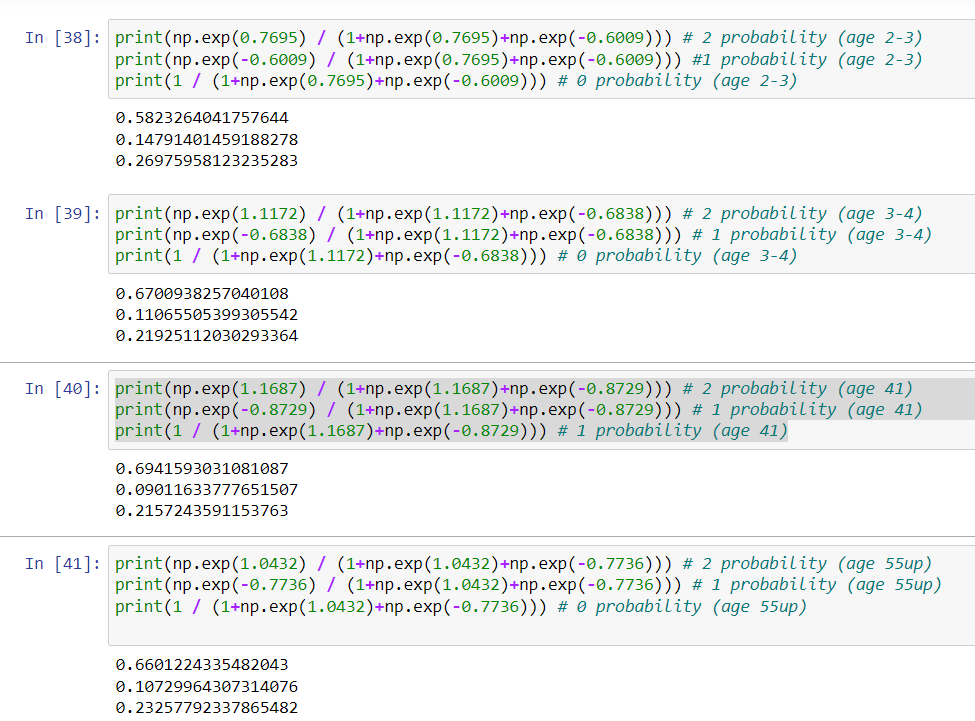 In [38]: print(np.exp(0.7695) / (1+np.exp(0.7695)+np.exp(-0.6009))) # 2 probability (age 2-3)
print(np.exp(-0.6009) / (1+np.exp(0.7695)+np.exp(-0.6009))) #1 probability (age 2-3)
print(1 / (1+np.exp(0.7695)+np.exp(-0.6009))) # 0 probability (age 2-3)
0.5823264041757644
0.14791401459188278
0.26975958123235283
In [39]: print(np.exp(1.1172) / (1+np.exp(1.1172)+np.exp(-0.6838))) # 2 probability (age 3-4)
print(np.exp(-0.6838) / (1+np.exp(1.1172)+np.exp(-0.6838))) # 1 probability (age 3-4)
print(1 / (1+np.exp(1.1172)+np.exp(-0.6838))) # 0 probability (age 3-4)
0.6700938257040108
0.11065505399305542
0.21925112030293364
In [40]: print(np.exp(1.1687) / (1+np.exp(1.1687)+np.exp(-0.8729))) # 2 probability (age 41)
print(np.exp(-0.8729) / (1+np.exp(1.1687)+np.exp(-0.8729))) # 1 probability (age 41)
print(1 / (1+np.exp(1.1687)+np.exp(-0.8729))) # 1 probability (age 41)
0.6941593031081087
0.09011633777651507
0.2157243591153763
In [41]: print(np.exp(1.0432) / (1+np.exp(1.0432)+np.exp(-0.7736))) # 2 probability (age 55up)
print(np.exp(-0.7736) / (1+np.exp(1.0432)+np.exp(-0.7736))) # 1 probability (age 55up)
print(1 / (1+np.exp(1.0432)+np.exp(-0.7736))) # 0 probability (age 55up)
0.6601224335482043
0.10729964307314076
0.23257792337865482